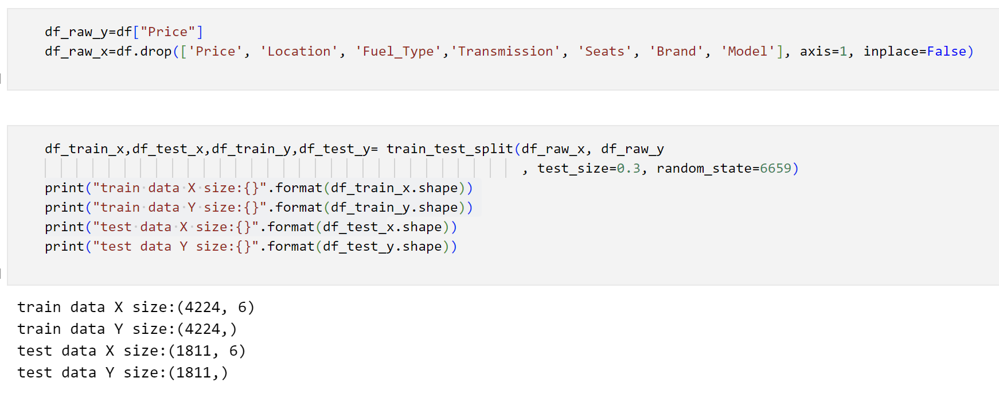 df_raw_y=df["Price"]
df_raw_x=df.drop(['Price', 'Location', 'Fuel_Type','Transmission', 'Seats', 'Brand', 'Model'], axis=1, inplace=False)
df_train_x,df_test_x,df_train_y,df_test_y= train_test_split(df_raw_x, df_raw_y
, test_size=0.3, random_state=6659)
print("train data X size:{}".format(df_train_x.shape))
print("train data Y size:{}".format(df_train_y.shape))
print("test data X size:{}".format(df_test_x.shape))
print("test data Y size:{}".format(df_test_y.shape))
train data X size:(4224, 6)
train data Y size:(4224,)
test data X size:(1811, 6)
test data Y size:(1811,)